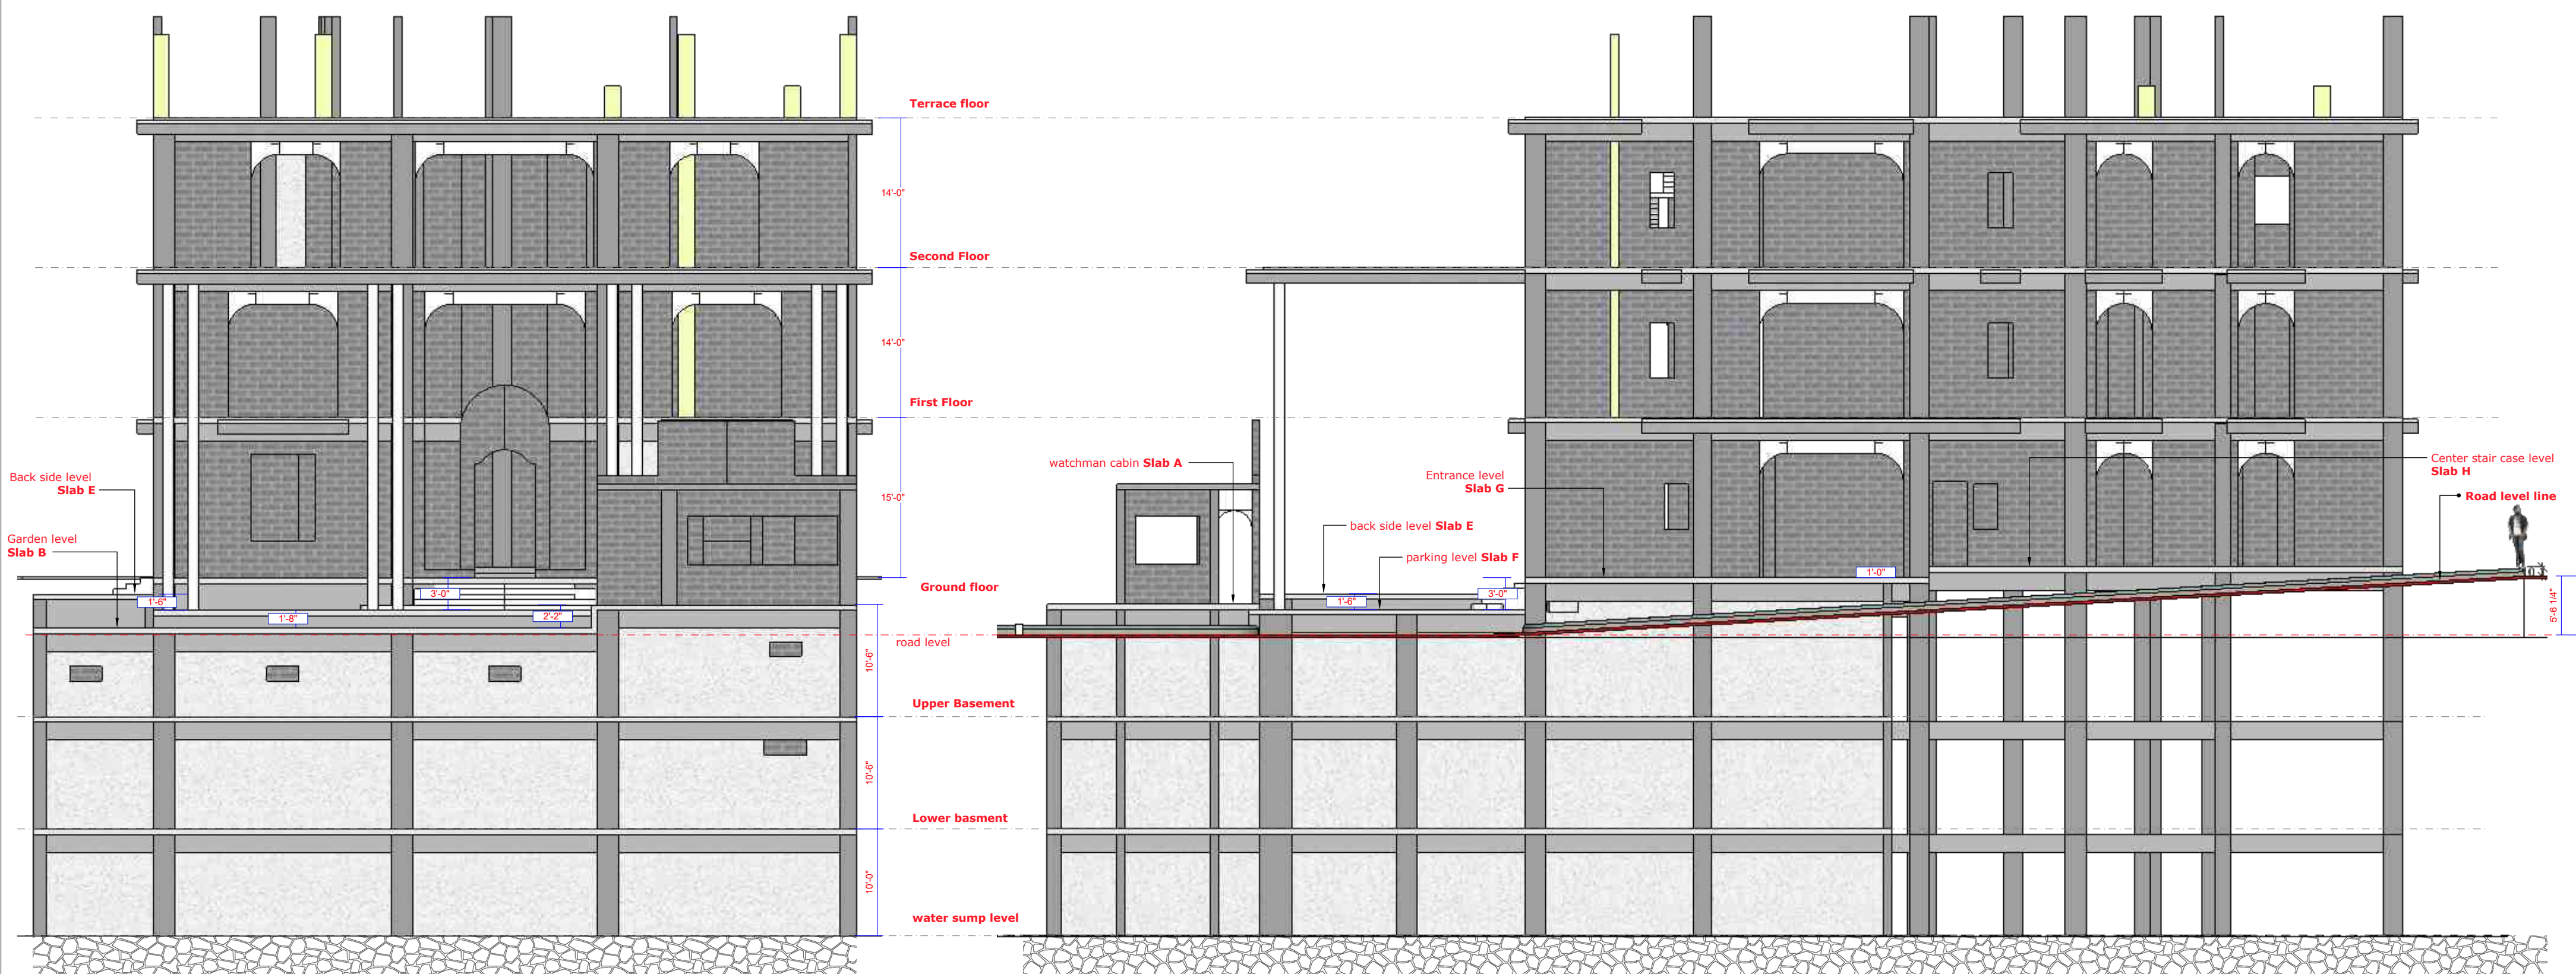 Terrace floor
14'-0"
Second Floor
14'-0"
First Floor
15'-0"
Ground floor
road level
10'-6"
Upper Basement
10'-6"
Lower basment
10'-0"
water sump level
Back side level
Slab E
Garden level
Slab B
1'-6"
3'-0"
1'-8"
2'-2"
watchman cabin Slab A
back side level Slab E
parking level Slab F
Entrance level
Slab G
1'-6"
3'-0"
1'-0"
Center stair case level
Slab H
Road level line
5'-6 1/4"